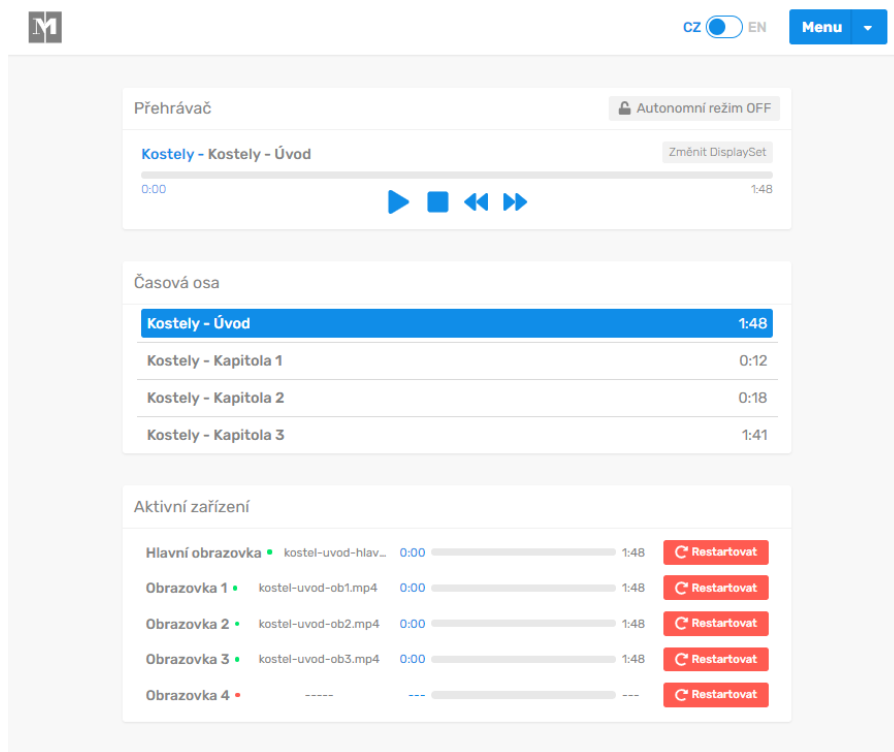 M
CZ EN Menu
Přehrávač Autonomní režim OFF
Kostely - Kostely - Úvod Změnit DisplaySet
0:00 1:48
Časová osa
Kostely - Úvod 1:48
Kostely - Kapitola 1 0:12
Kostely - Kapitola 2 0:18
Kostely - Kapitola 3 1:41
Aktivní zařízení
Hlavní obrazovka kostel-uvod-hlav... 0:00 1:48 Restartovat
Obrazovka 1 kostel-uvod-ob1.mp4 0:00 1:48 Restartovat
Obrazovka 2 kostel-uvod-ob2.mp4 0:00 1:48 Restartovat
Obrazovka 3 kostel-uvod-ob3.mp4 0:00 1:48 Restartovat
Obrazovka 4 ----- --- --- Restartovat